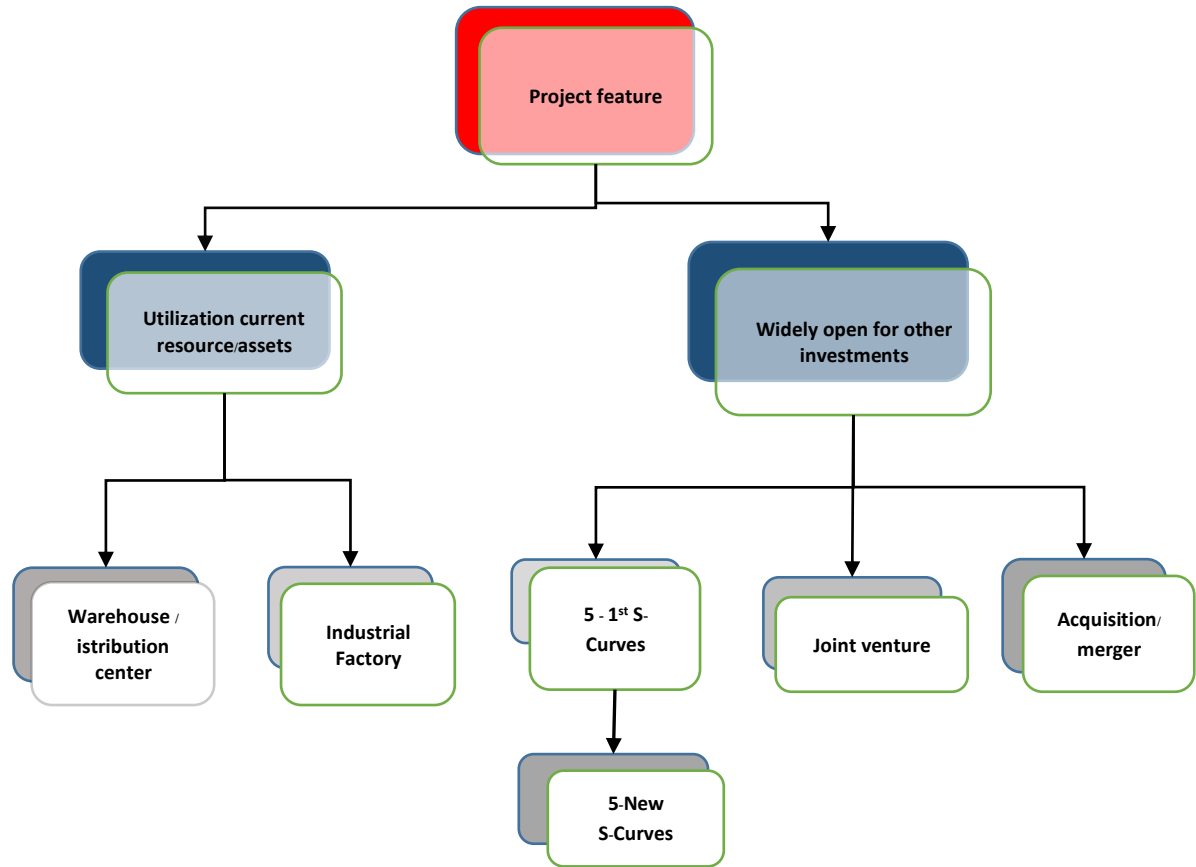 Project feature
Utilization current
resource/assets
Widely open for other
investments
Warehouse /
istribution
center
Industrial
Factory
5 - 1st S-
Curves
Joint venture
Acquisition/
merger
5-New
S-Curves